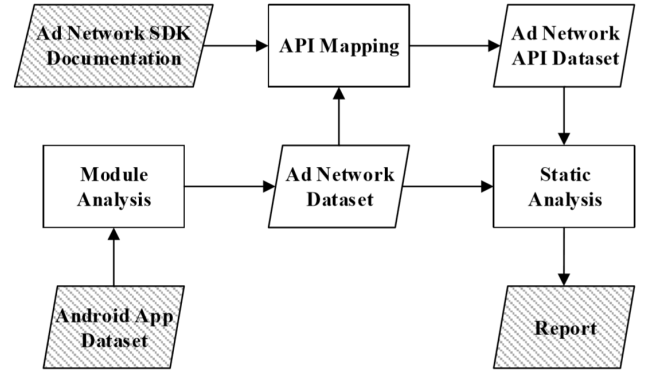 Ad Network SDK
Documentation
API Mapping
Ad Network
API Dataset
Module
Analysis
Ad Network
Dataset
Static
Analysis
Android App
Dataset
Report